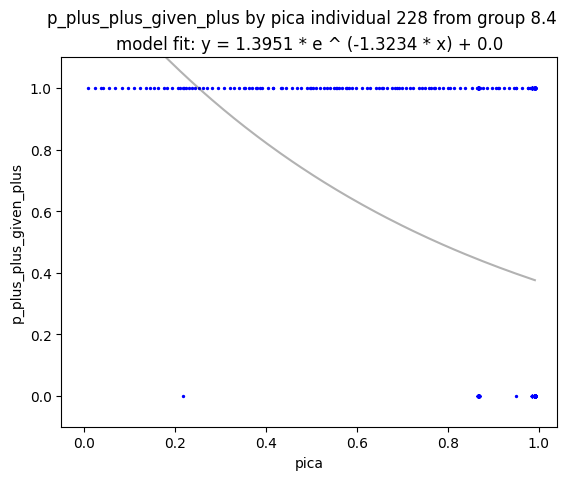 p_plus_plus_given_plus by pica individual 228 from group 8.4
model fit: y = 1.3951 * e ^ (-1.3234 * x) + 0.0
1.0
0.8
0.6
0.4
0.2
0.0
p_plus_plus_given_plus
0.0 0.2 0.4 0.6 0.8 1.0
pica